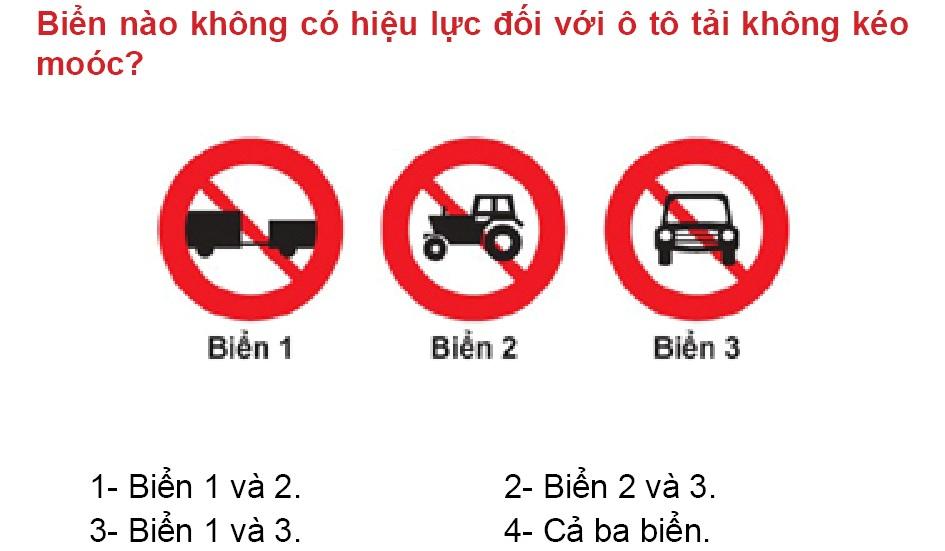 Biển nào không có hiệu lực đối với ô tô tải không kéo
moóc?
Biển 1 Biển 2 Biển 3
1- Biển 1 và 2. 2- Biển 2 và 3.
3- Biển 1 và 3. 4- Cả ba biển.